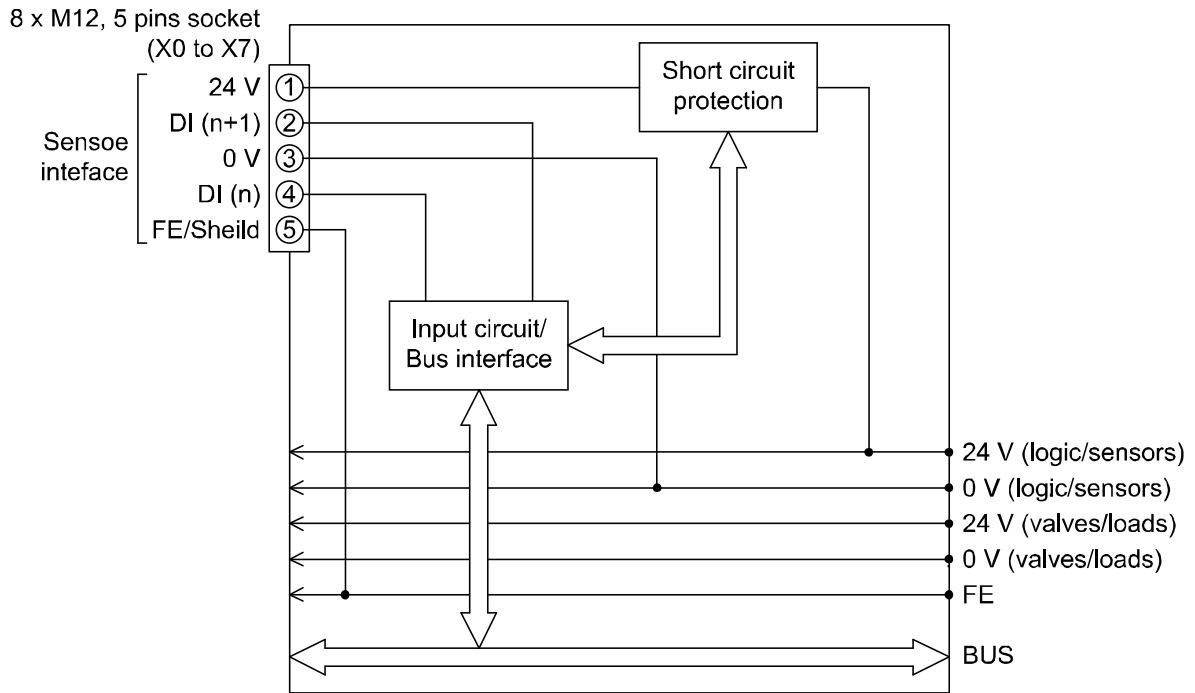 8 x M12, 5 pins socket
(X0 to X7)
24 V
1
DI (n+1)
2
0 V
3
DI (n)
4
FE/Sheild
5
Sensoe
inteface
Short circuit
protection
Input circuit/
Bus interface
24 V (logic/sensors)
0 V (logic/sensors)
24 V (valves/loads)
0 V (valves/loads)
FE
BUS